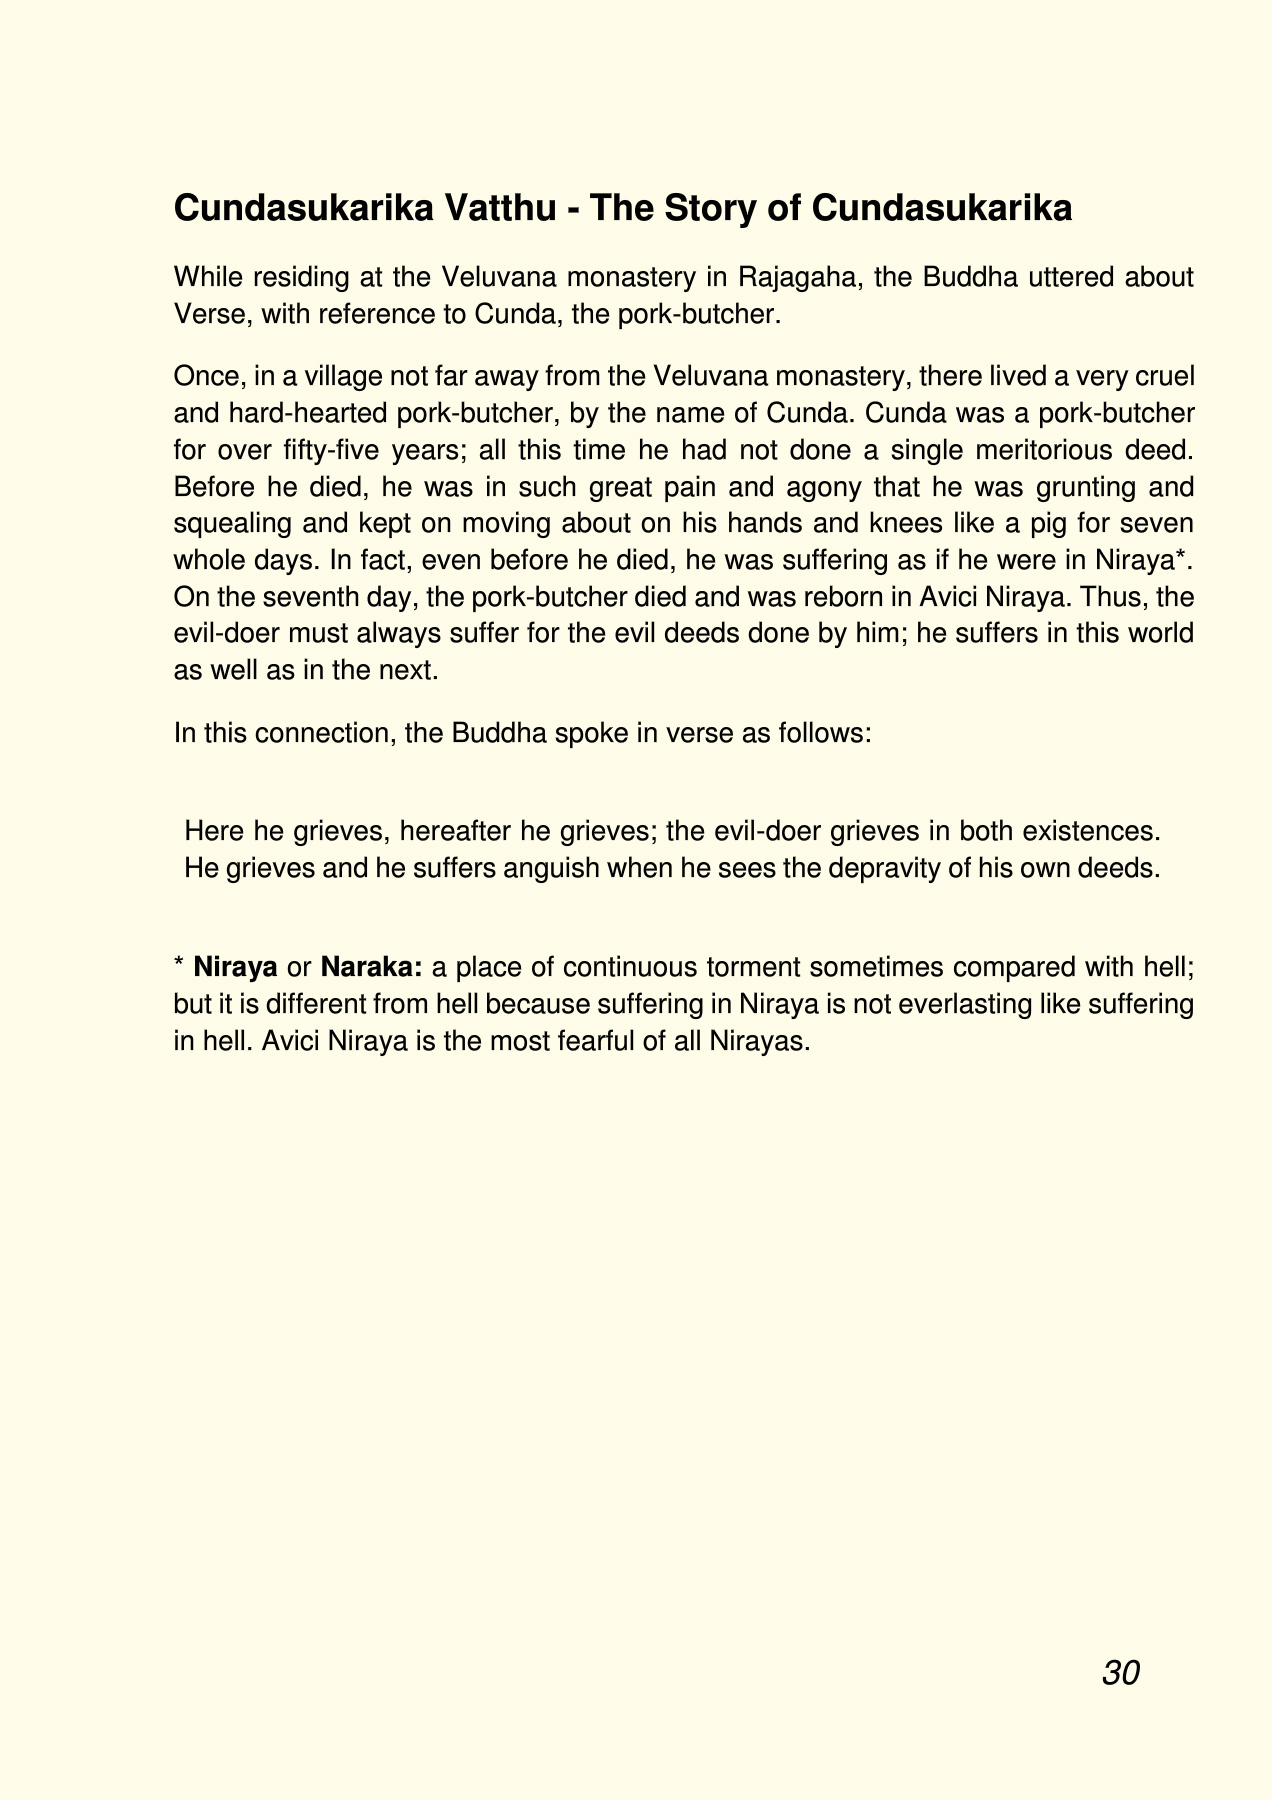 Cundasukarika Vatthu - The Story of Cundasukarika
While residing at the Veluvana monastery in Rajagaha, the Buddha uttered about
Verse, with reference to Cunda, the pork-butcher.
Once, in a village not far away from the Veluvana monastery, there lived a very cruel
and hard-hearted pork-butcher, by the name of Cunda. Cunda was a pork-butcher
for over fifty-five years; all this time he had not done a single meritorious deed.
Before he died, he was in such great pain and agony that he was grunting and
squealing and kept on moving about on his hands and knees like a pig for seven
whole days. In fact, even before he died, he was suffering as if he were in Niraya*.
On the seventh day, the pork-butcher died and was reborn in Avici Niraya. Thus, the
evil-doer must always suffer for the evil deeds done by him; he suffers in this world
as well as in the next.
In this connection, the Buddha spoke in verse as follows:
Here he grieves, hereafter he grieves; the evil-doer grieves in both existences.
He grieves and he suffers anguish when he sees the depravity of his own deeds.
* Niraya or Naraka: a place of continuous torment sometimes compared with hell;
but it is different from hell because suffering in Niraya is not everlasting like suffering
in hell. Avici Niraya is the most fearful of all Nirayas.
30